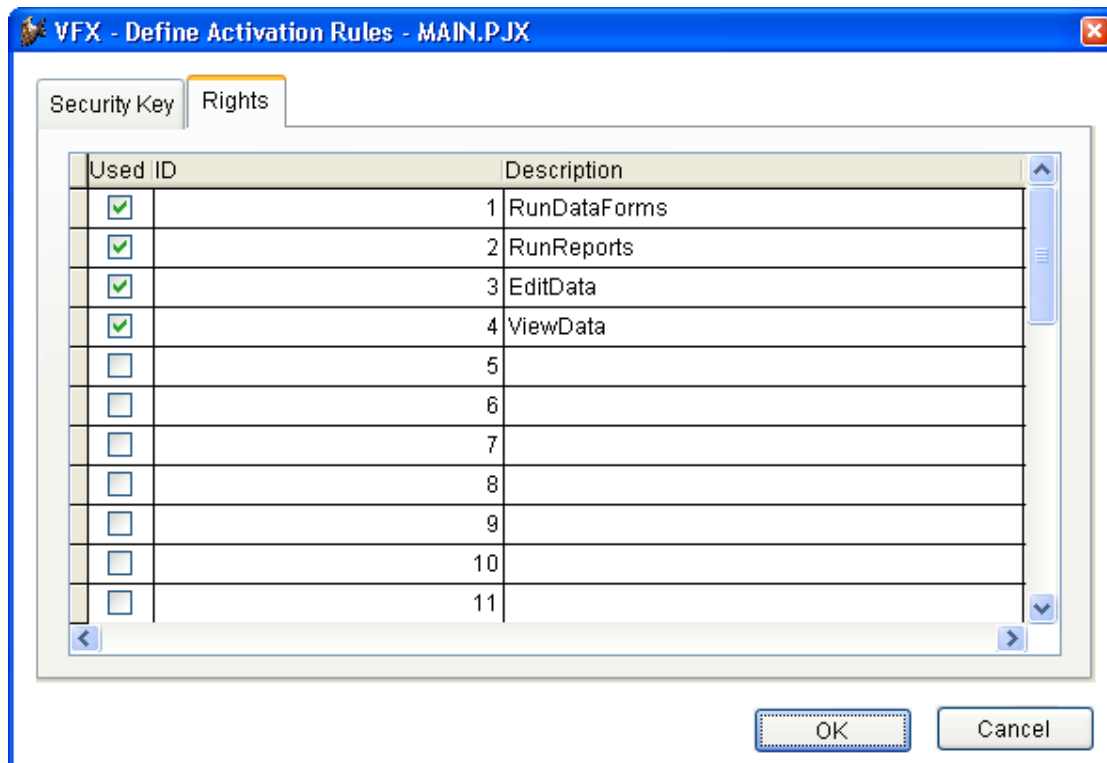 VFX - Define Activation Rules - MAIN.PJX
Security Key Rights
Used ID Description
1 RunDataForms
2 RunReports
3 EditData
4 ViewData
5
6
7
8
9
10
11
OK Cancel